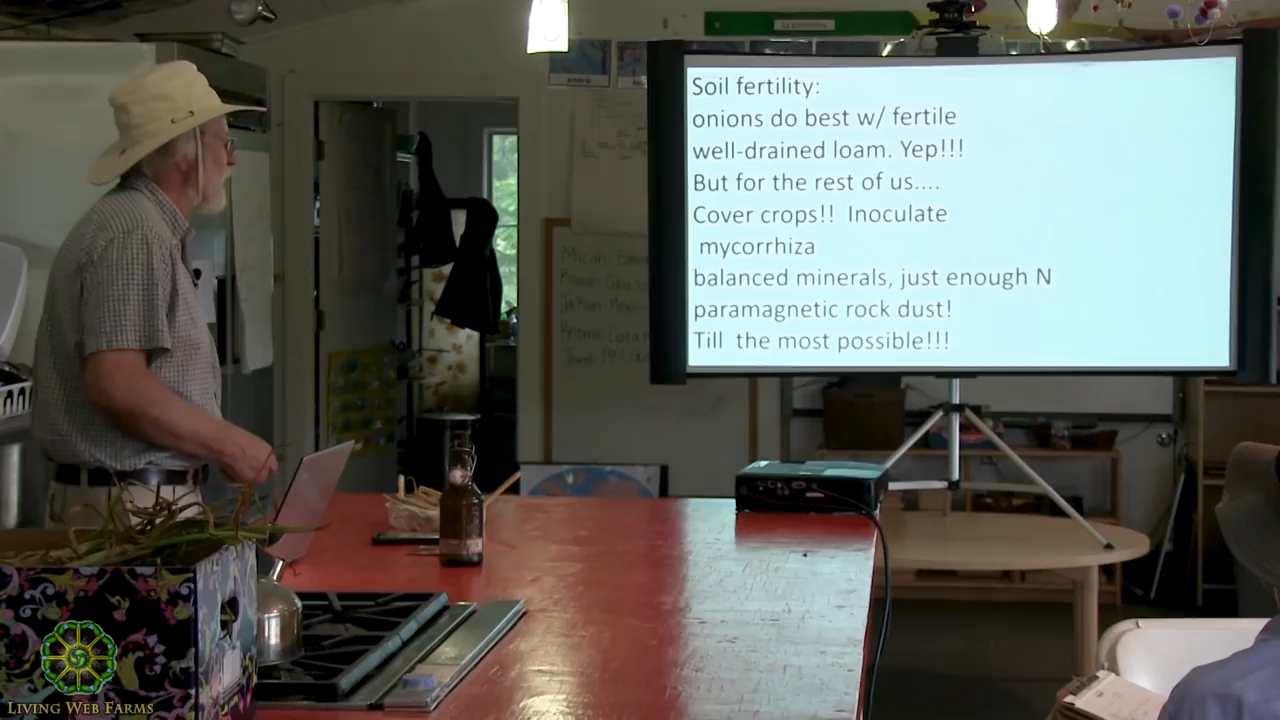 Soil fertility:
onions do best w/ fertile
well-drained loam. Yep!!!
But for the rest of us....
Cover crops!!  Inoculate
mycorrhiza
balanced minerals, just enough N
paramagnetic rock dust!
Till  the most possible!!!
LIVING WEB FARMS